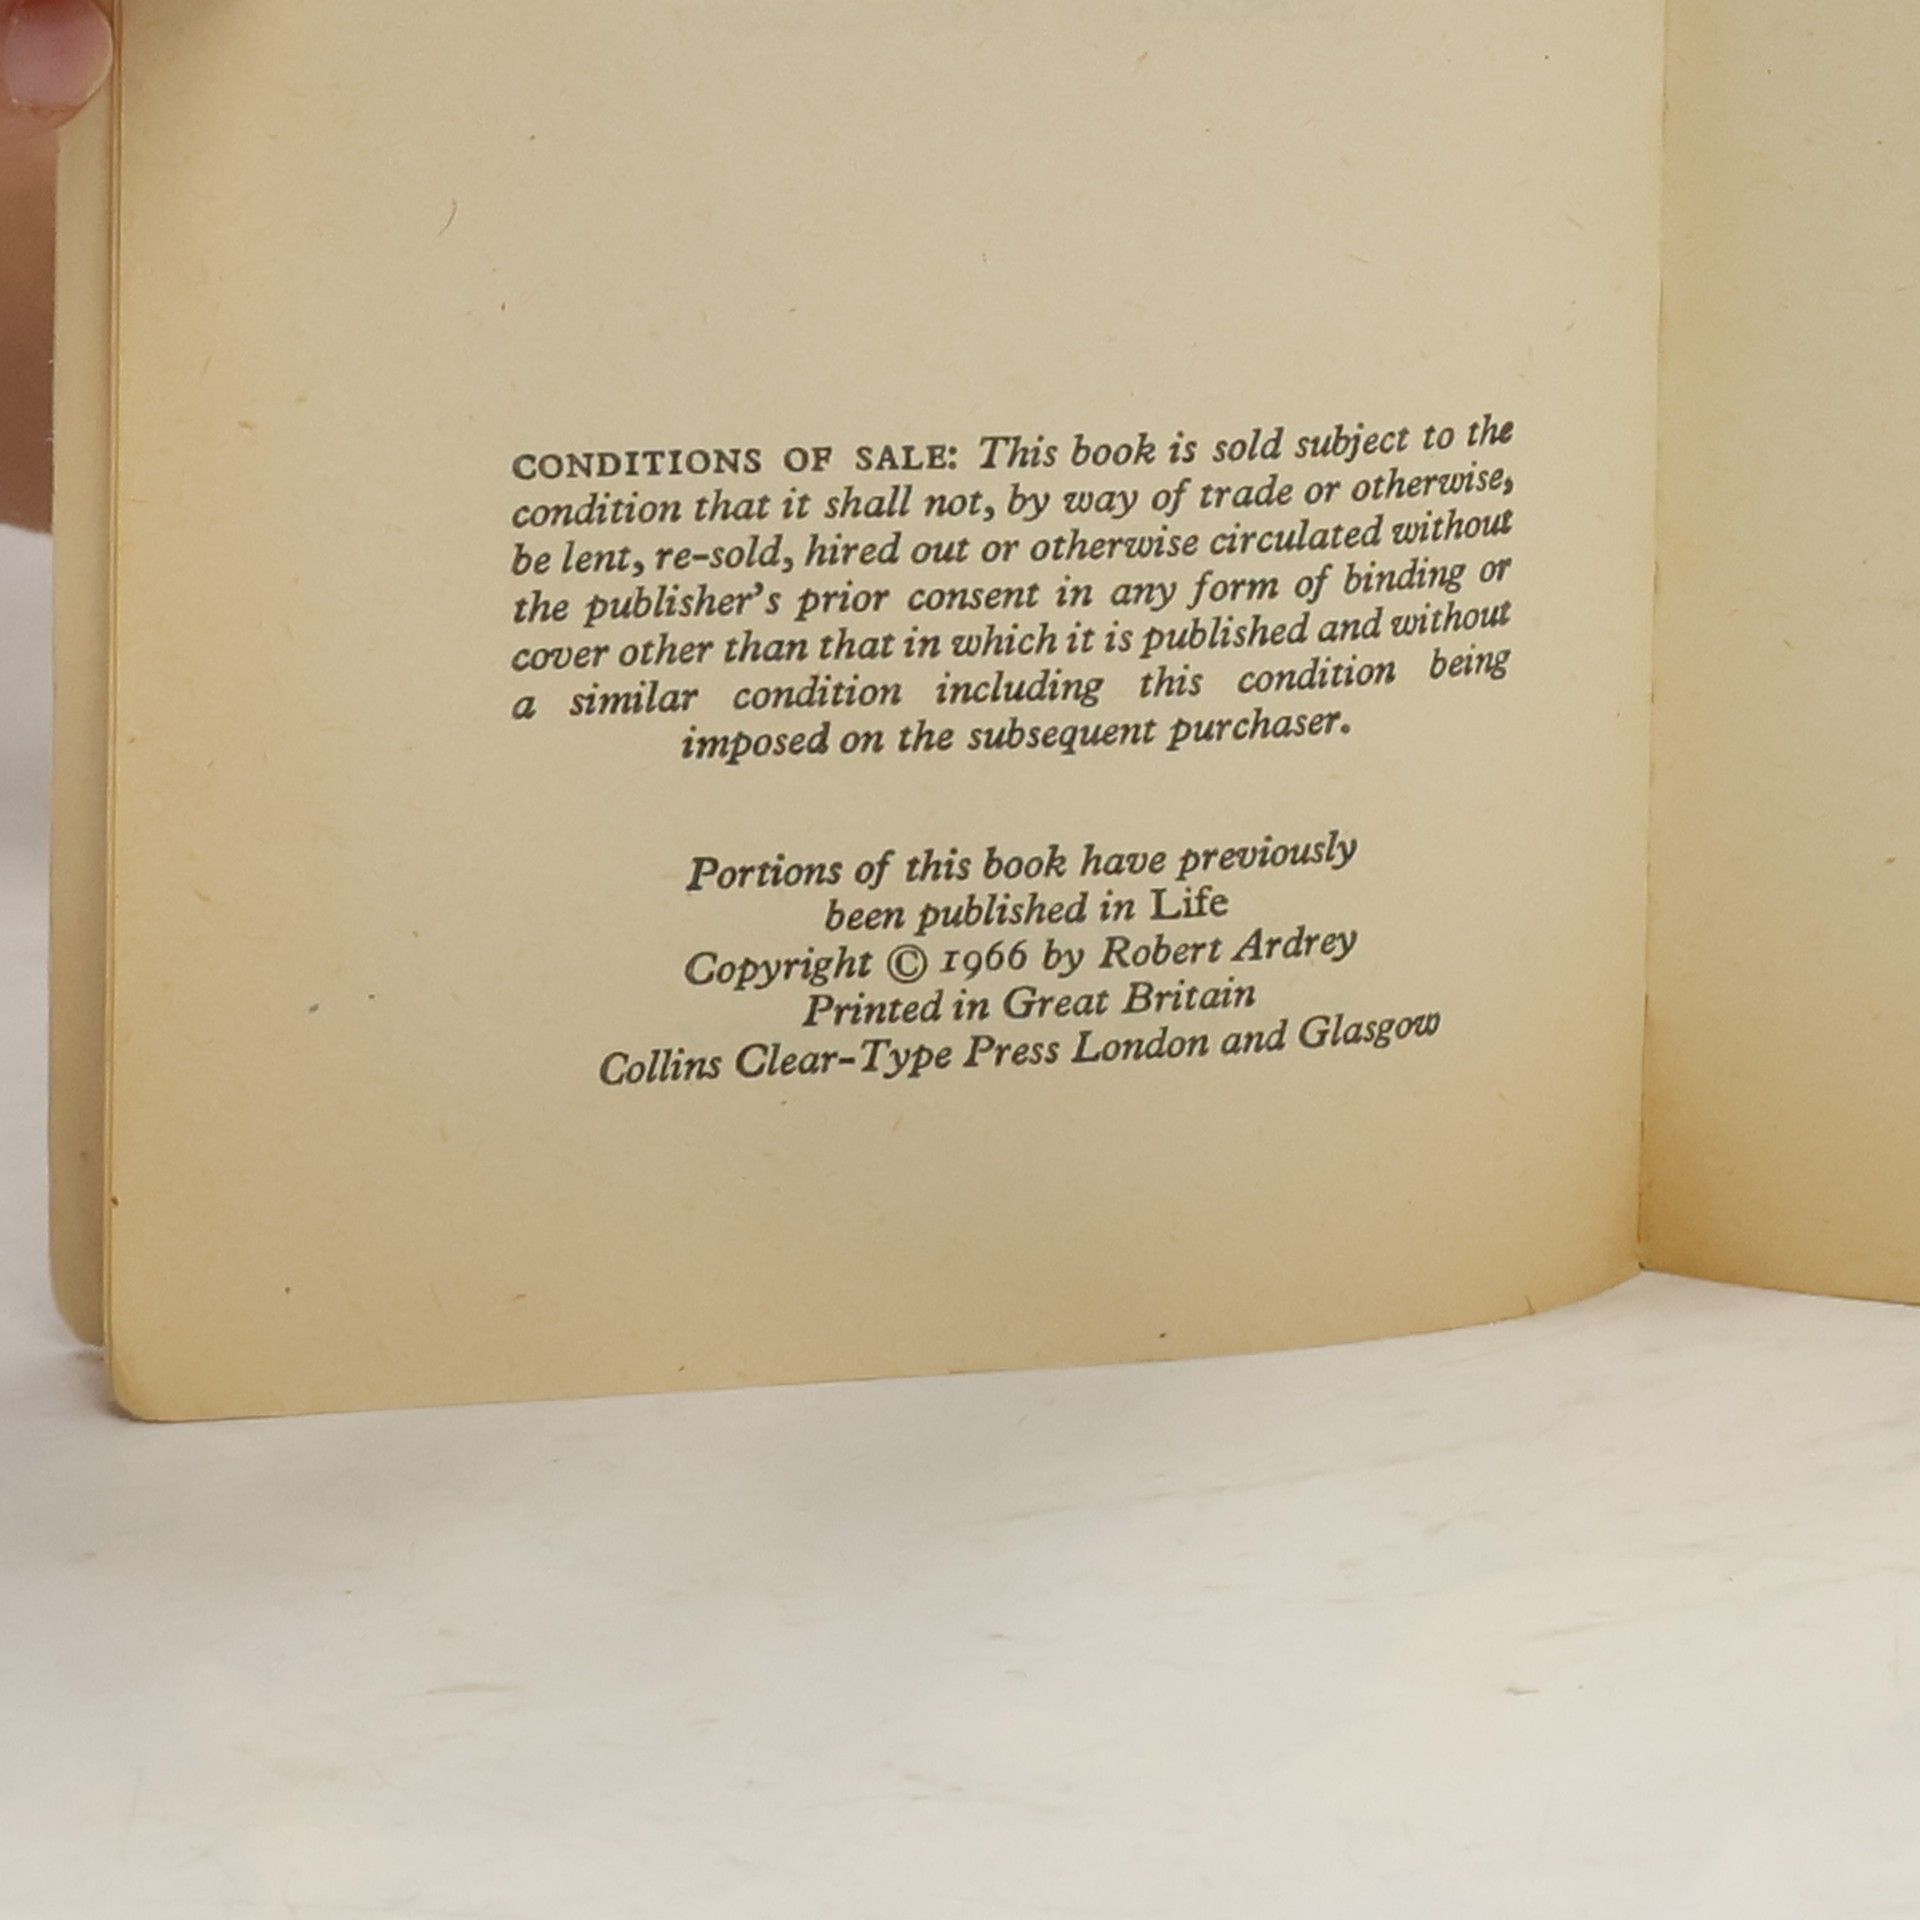 CONDITIONS OF SALE: This book is sold subject to the
condition that it shall not, by way of trade or otherwise,
be lent, re-sold, hired out or otherwise circulated without
the publisher's prior consent in any form of binding or
cover other than that in which it is published and without
a similar condition including this condition being
imposed on the subsequent purchaser.
Portions of this book have previously
been published in Life
Copyright © 1966 by Robert Ardrey
Printed in Great Britain
Collins Clear-Type Press London and Glasgow